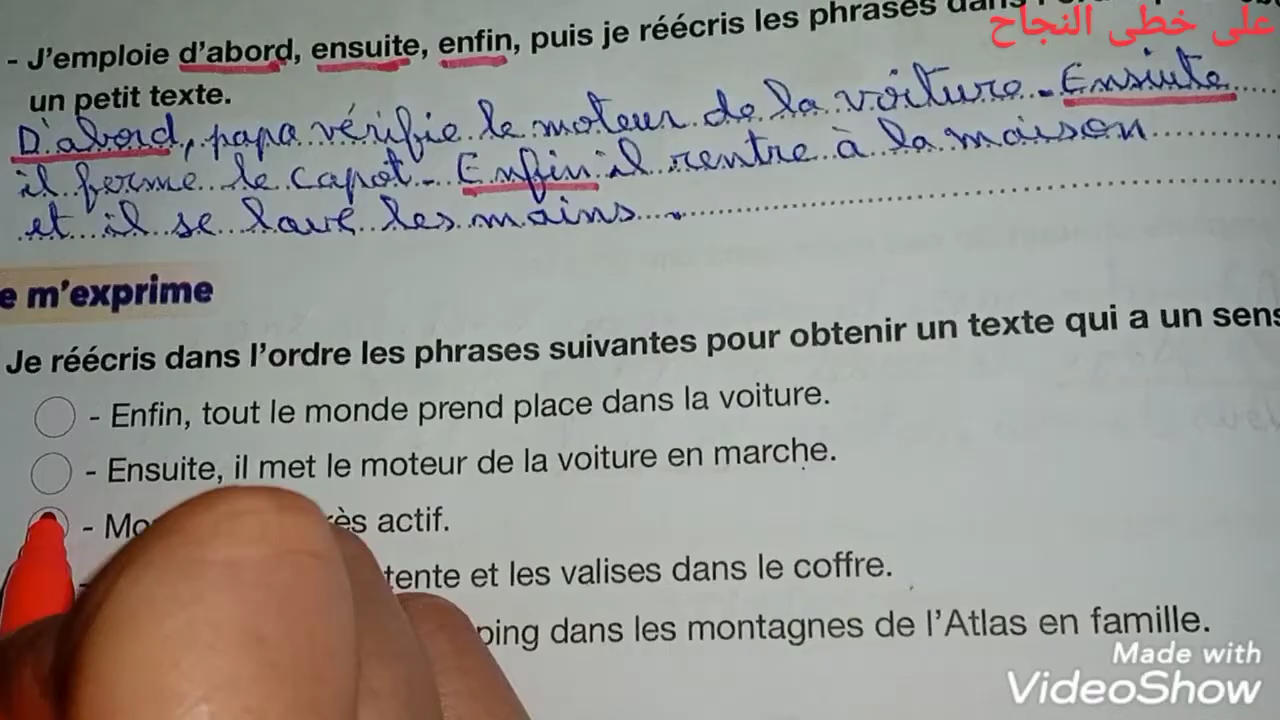 على خطى النجاح
- J'emploie d'abord, ensuite, enfin, puis je réécris les phrases dans
un petit texte.
D'abord, papa vérifie le moteur de la voiture. Ensiute
il ferme le capot. Enfin il rentre à la maison
et il se lave les mains.
e m'exprime
Je réécris dans l'ordre les phrases suivantes pour obtenir un texte qui a un sens
- Enfin, tout le monde prend place dans la voiture.
- Ensuite, il met le moteur de la voiture en marche.
- Mo ès actif.
tente et les valises dans le coffre.
ping dans les montagnes de l'Atlas en famille.
Made with
VideoShow